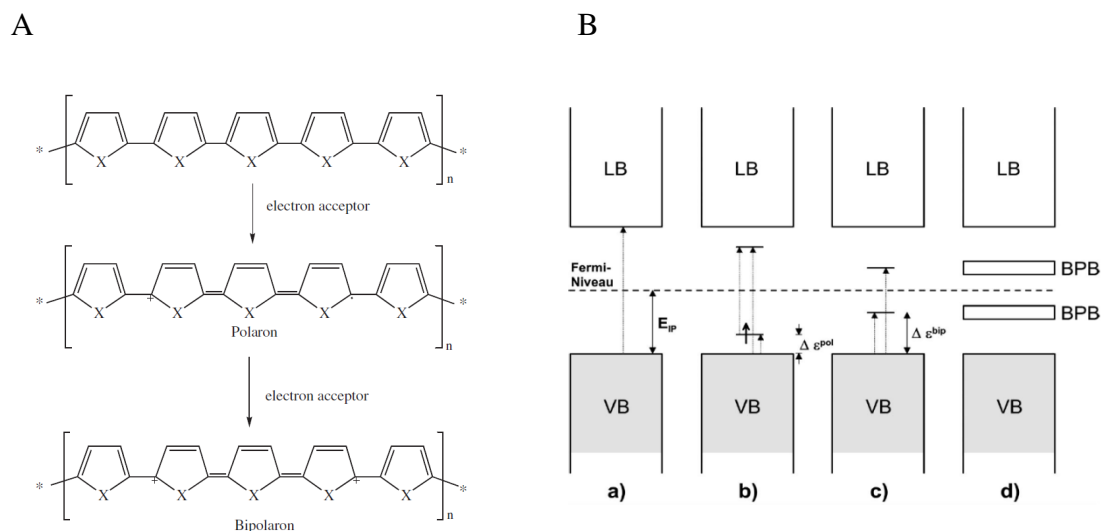 A
B
X X X X X
* *
n
electron acceptor
* *
+ .
X X X X X
n
Polaron
electron acceptor
* *
+ +
X X X X X
n
Bipolaron
LB LB LB LB
Fermi-
Niveau
BPB
BPB
E_IP
Δ ε^pol
Δ ε^bip
VB VB VB VB
a) b) c) d)